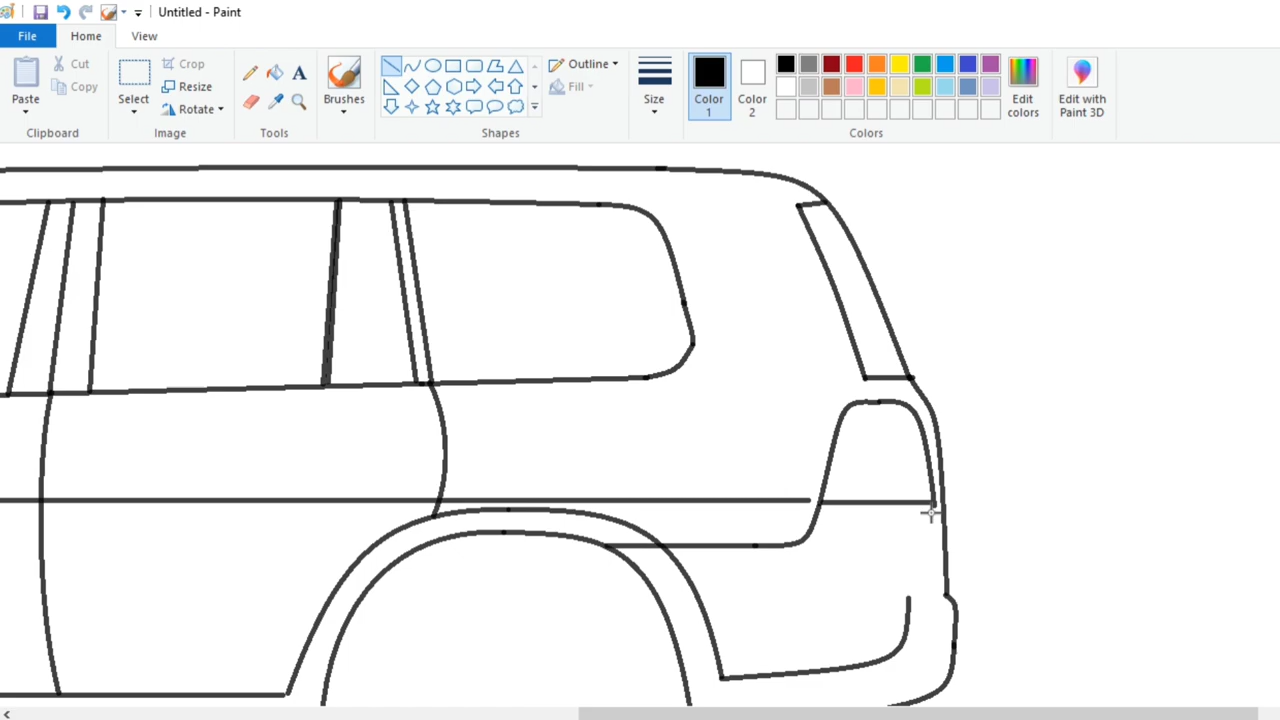 Untitled - Paint
File Home View
Paste
Cut
Copy
Clipboard
Select
Crop
Resize
Rotate
Image
A
Tools
Brushes
Outline
Fill
Shapes
Size
Color 1
Color 2
Edit colors
Colors
Edit with Paint 3D